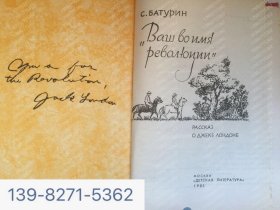 Yours for
the Revolution,
Jack London
С. БАТУРИН
„Ваш во имя
революции"
РАССКАЗ
О ДЖЕКЕ ЛОНДОНЕ
МОСКВА
«ДЕТСКАЯ ЛИТЕРАТУРА»
139-8271-5362